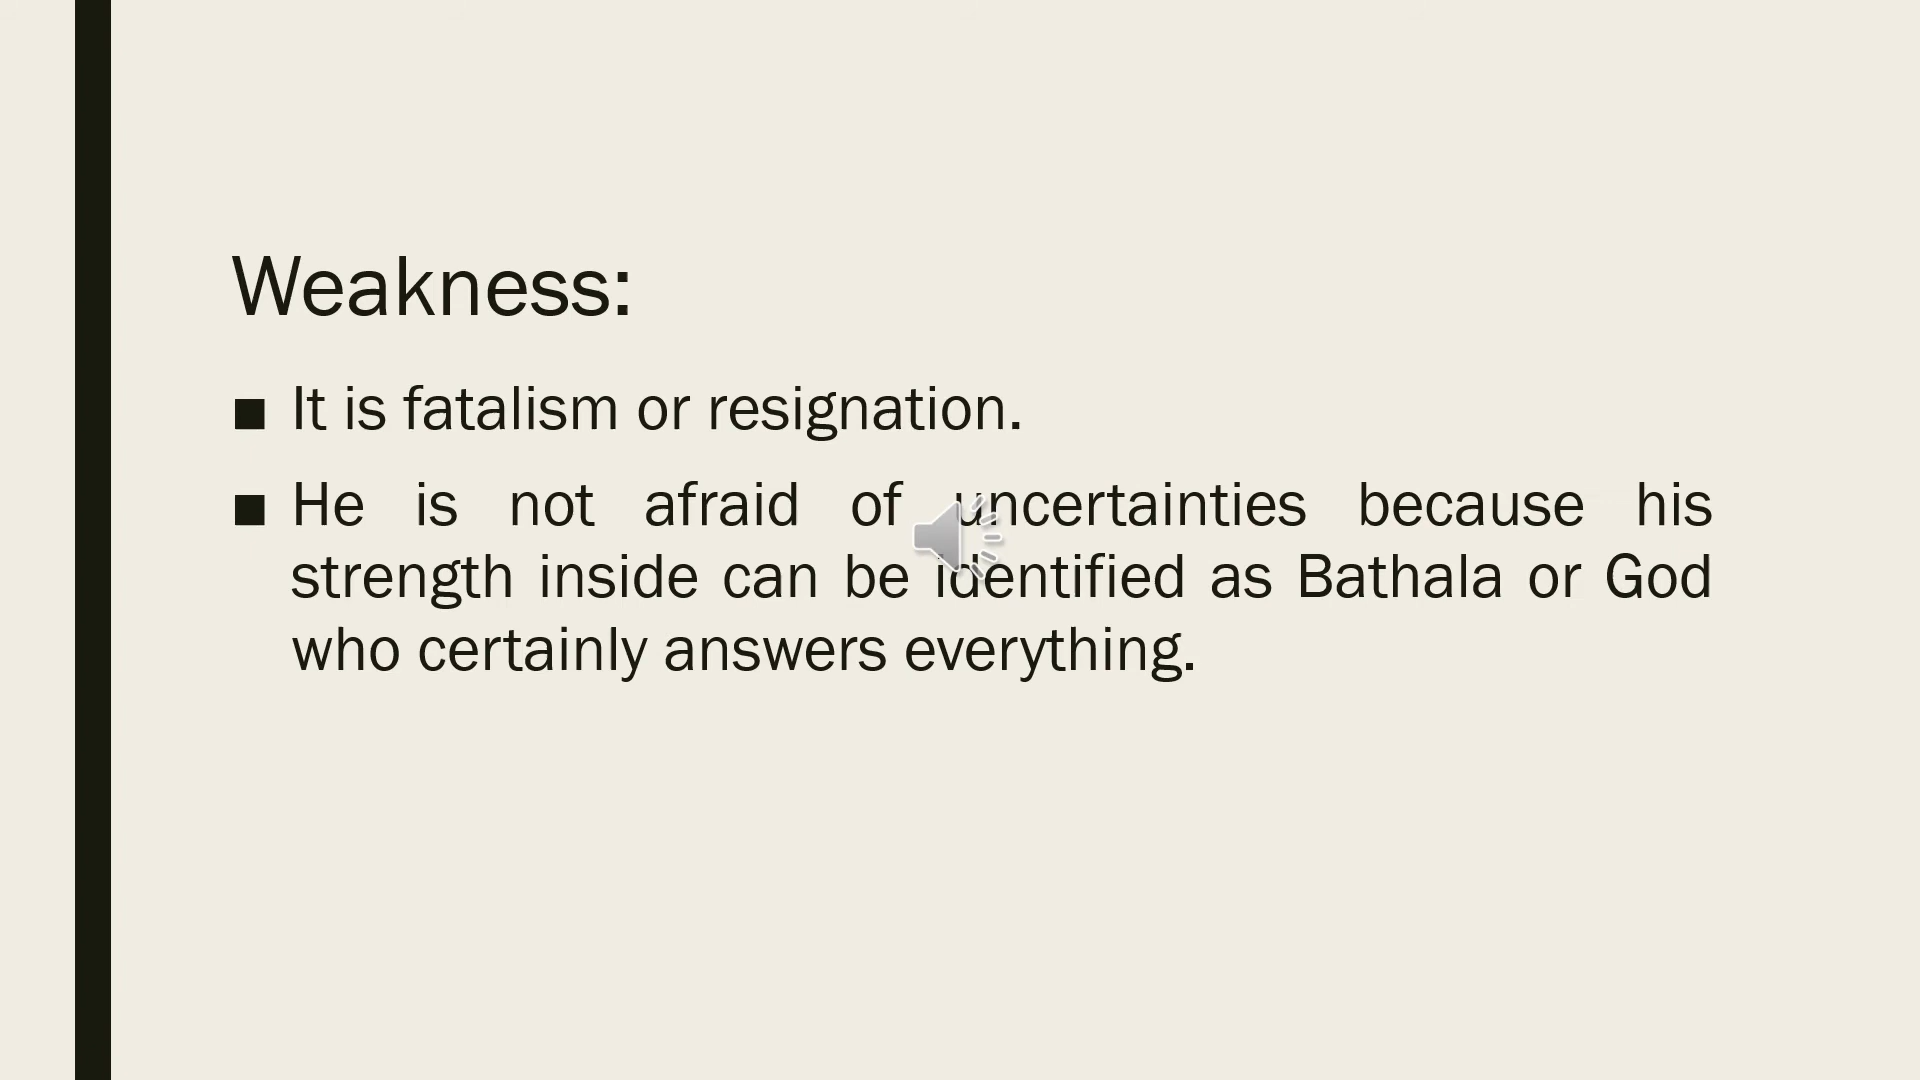 Weakness:
■ It is fatalism or resignation.
■ He is not afraid of uncertainties because his
strength inside can be identified as Bathala or God
who certainly answers everything.